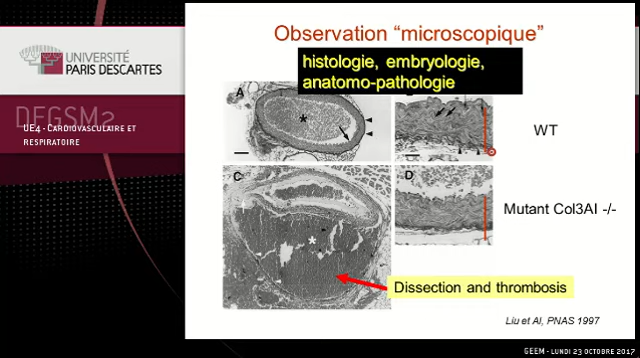 Observation “microscopique”
histologie, embryologie,
anatomo-pathologie
UNIVERSITÉ
PARIS DESCARTES
DFGSM2
UE4 - Cardiovasculaire et
respiratoire
A
WT
C
D
Mutant Col3AI -/-
Dissection and thrombosis
Liu et Al, PNAS 1997
GEEM - LUNDI 23 OCTOBRE 2017